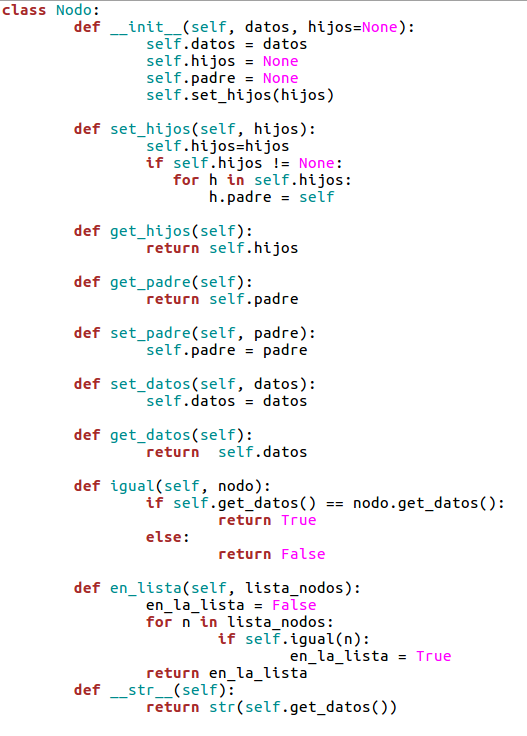 class Nodo:
        def __init__(self, datos, hijos=None):
                self.datos = datos
                self.hijos = None
                self.padre = None
                self.set_hijos(hijos)

        def set_hijos(self, hijos):
                self.hijos=hijos
                if self.hijos != None:
                   for h in self.hijos:
                       h.padre = self

        def get_hijos(self):
                return self.hijos

        def get_padre(self):
                return self.padre

        def set_padre(self, padre):
                self.padre = padre

        def set_datos(self, datos):
                self.datos = datos

        def get_datos(self):
                return  self.datos

        def igual(self, nodo):
                if self.get_datos() == nodo.get_datos():
                        return True
                else:
                        return False

        def en_lista(self, lista_nodos):
                en_la_lista = False
                for n in lista_nodos:
                        if self.igual(n):
                                en_la_lista = True
                return en_la_lista
        def __str__(self):
                return str(self.get_datos())